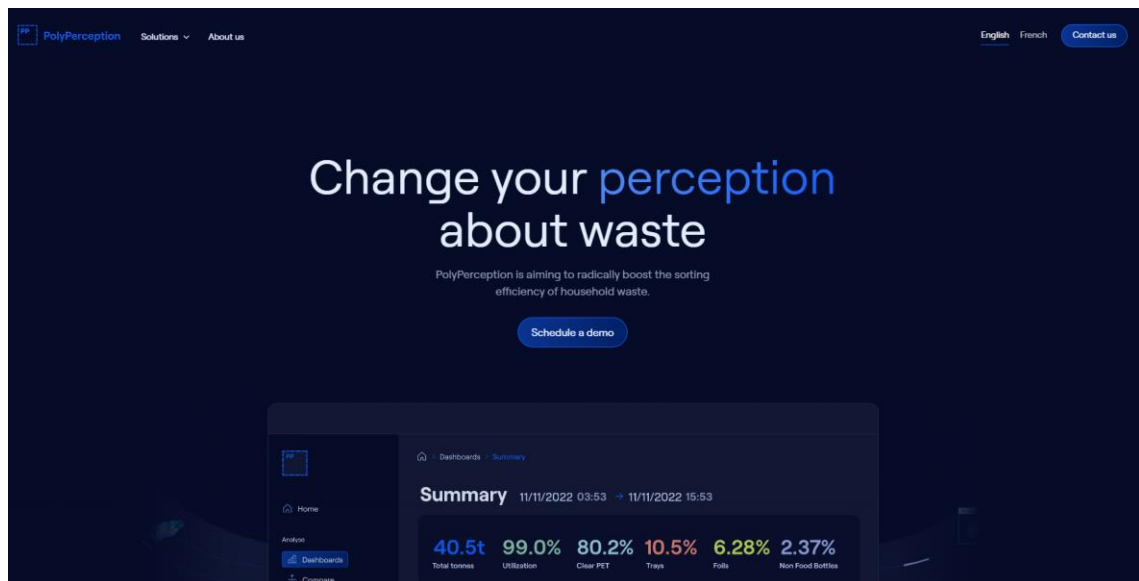 PP PolyPerception Solutions About us English French Contact us
Change your perception
about waste
PolyPerception is aiming to radically boost the sorting
efficiency of household waste.
Schedule a demo
PP
Dashboards Summary
Summary 11/11/2022 03:53 → 11/11/2022 15:53
Home
40.5t 99.0% 80.2% 10.5% 6.28% 2.37%
Analyse
Total tonnes Utilization Clear PET Trays Foils Non Food Bottles
Dashboards
Compare